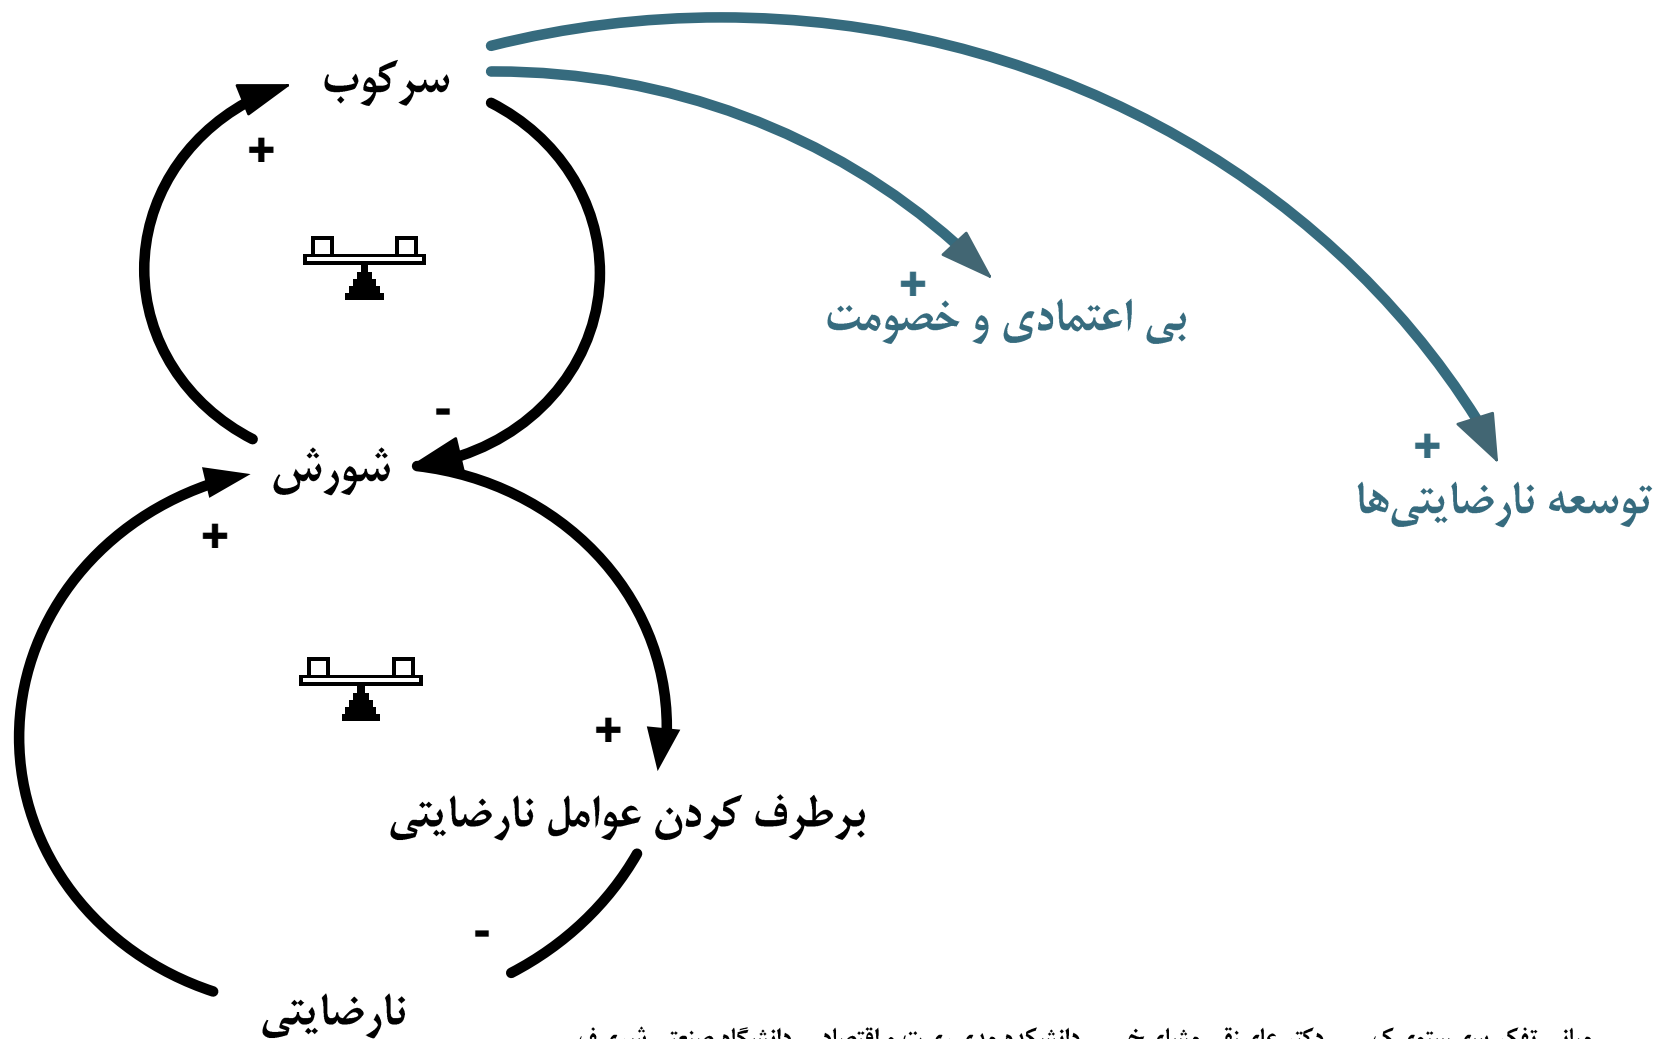 سرکوب
+
+
بی اعتمادی و خصومت
-
+
شورش
توسعه نارضایتی‌ها
+
+
برطرف کردن عوامل نارضایتی
-
نارضایتی